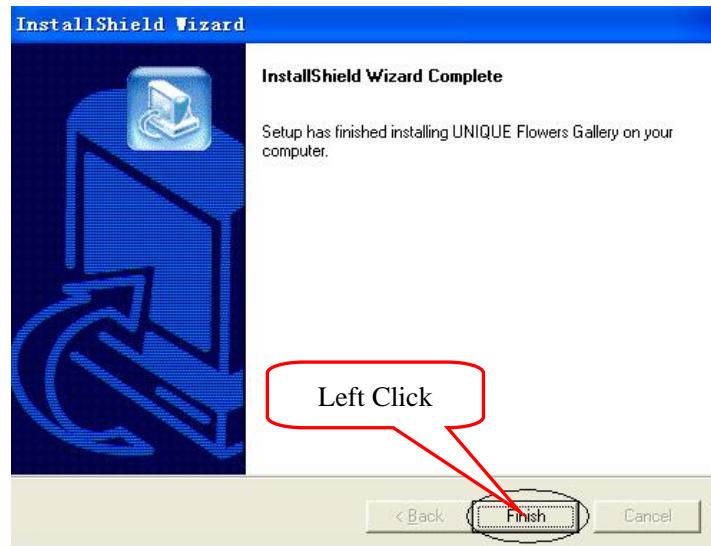 InstallShield Wizard
InstallShield Wizard Complete
Setup has finished installing UNIQUE Flowers Gallery on your
computer.
Left Click
< Back Finish Cancel